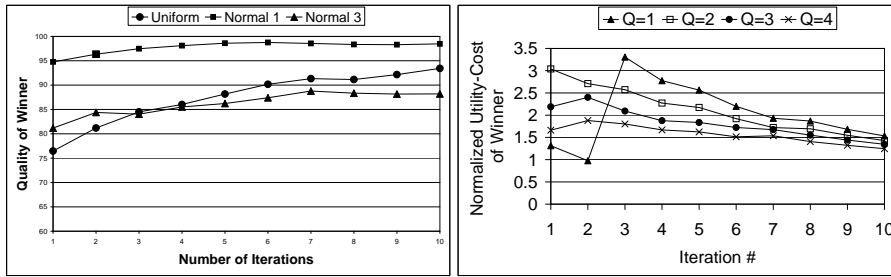 Uniform Normal 1 Normal 3
100
95
90
85
80
75
70
65
60
1 2 3 4 5 6 7 8 9 10
Quality of Winner
Number of Iterations
Q=1 Q=2 Q=3 Q=4
3.5
3
2.5
2
1.5
1
0.5
0
1 2 3 4 5 6 7 8 9 10
Normalized Utility-Cost
of Winner
Iteration #